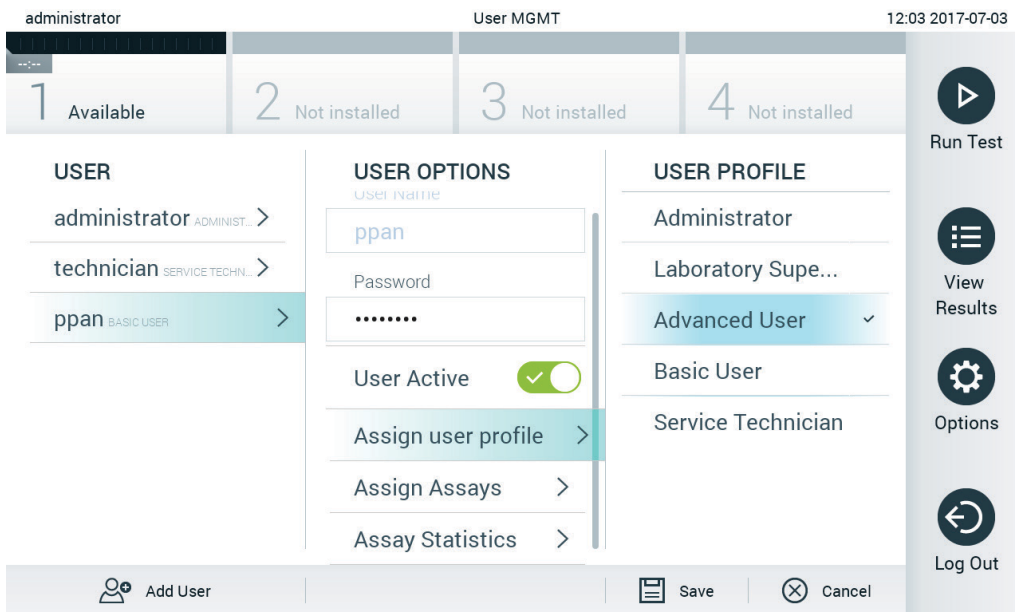 administrator User MGMT 12:03 2017-07-03
--:--
1 Available 2 Not installed 3 Not installed 4 Not installed
Run Test
USER
administrator ADMINIST...
technician SERVICE TECHN...
ppan BASIC USER
USER OPTIONS
User Name
ppan
Password
••••••••
User Active
Assign user profile
Assign Assays
Assay Statistics
USER PROFILE
Administrator
Laboratory Supe...
Advanced User
Basic User
Service Technician
View
Results
Options
Log Out
Add User
Save
Cancel